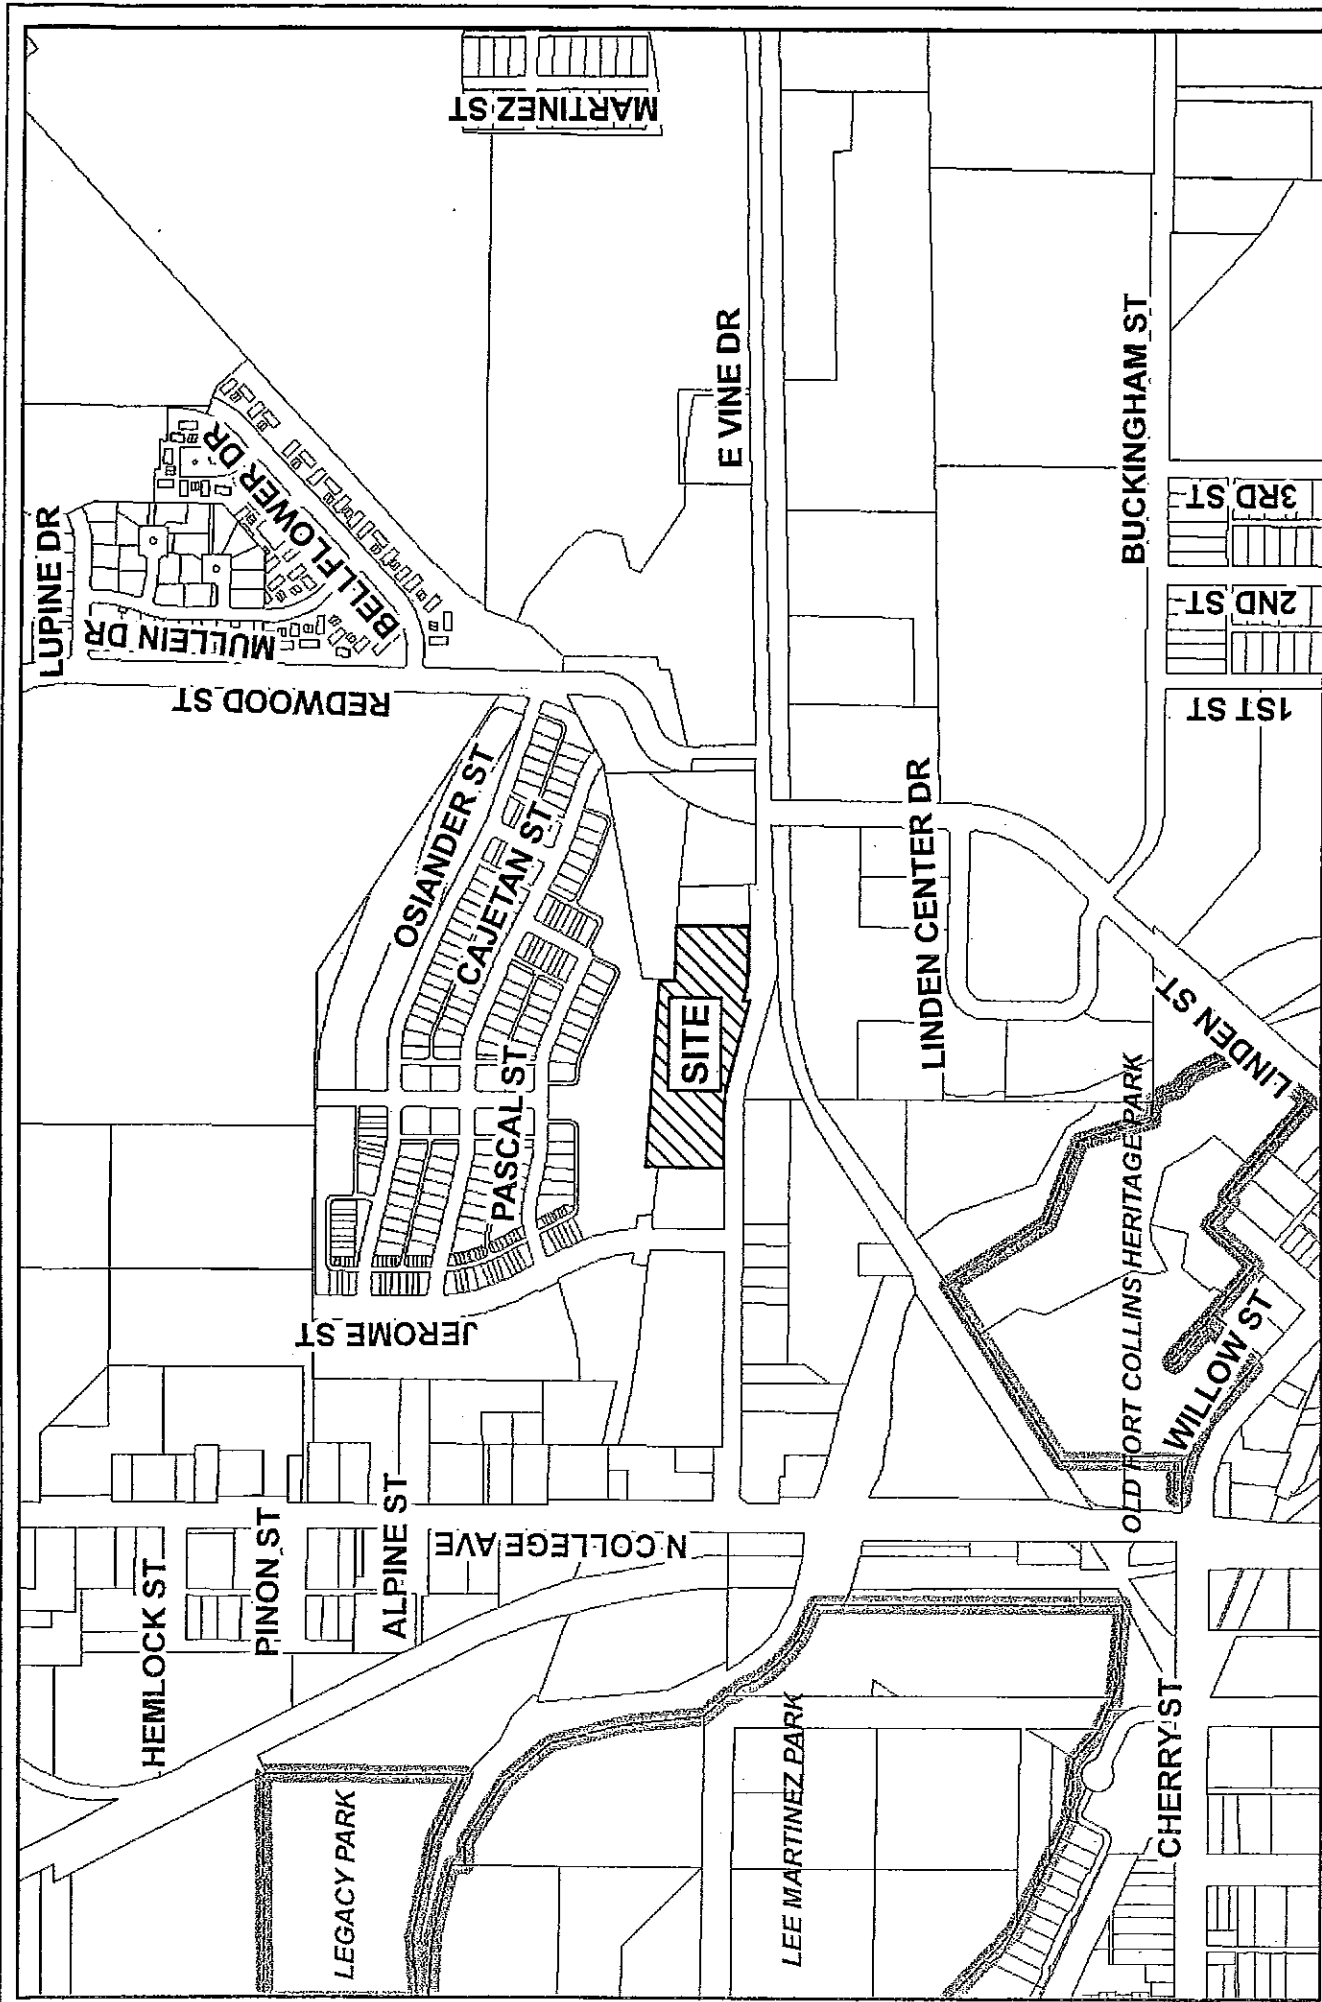 HEMLOCK ST
PINON ST
ALPINE ST
N COLLEGE AVE
JEROME ST
LEGACY PARK
LEE MARTINEZ PARK
CHERRY ST
WILLOW ST
OLD FORT COLLINS HERITAGE PARK
LINDEN ST
LINDEN CENTER DR
SITE
PASCAL ST
CAJETAN ST
OSIANDER ST
REDWOOD ST
MULLEIN DR
LUPINE DR
BELLFLOWER DR
MARTINEZ ST
E VINE DR
BUCKINGHAM ST
1ST ST
2ND ST
3RD ST